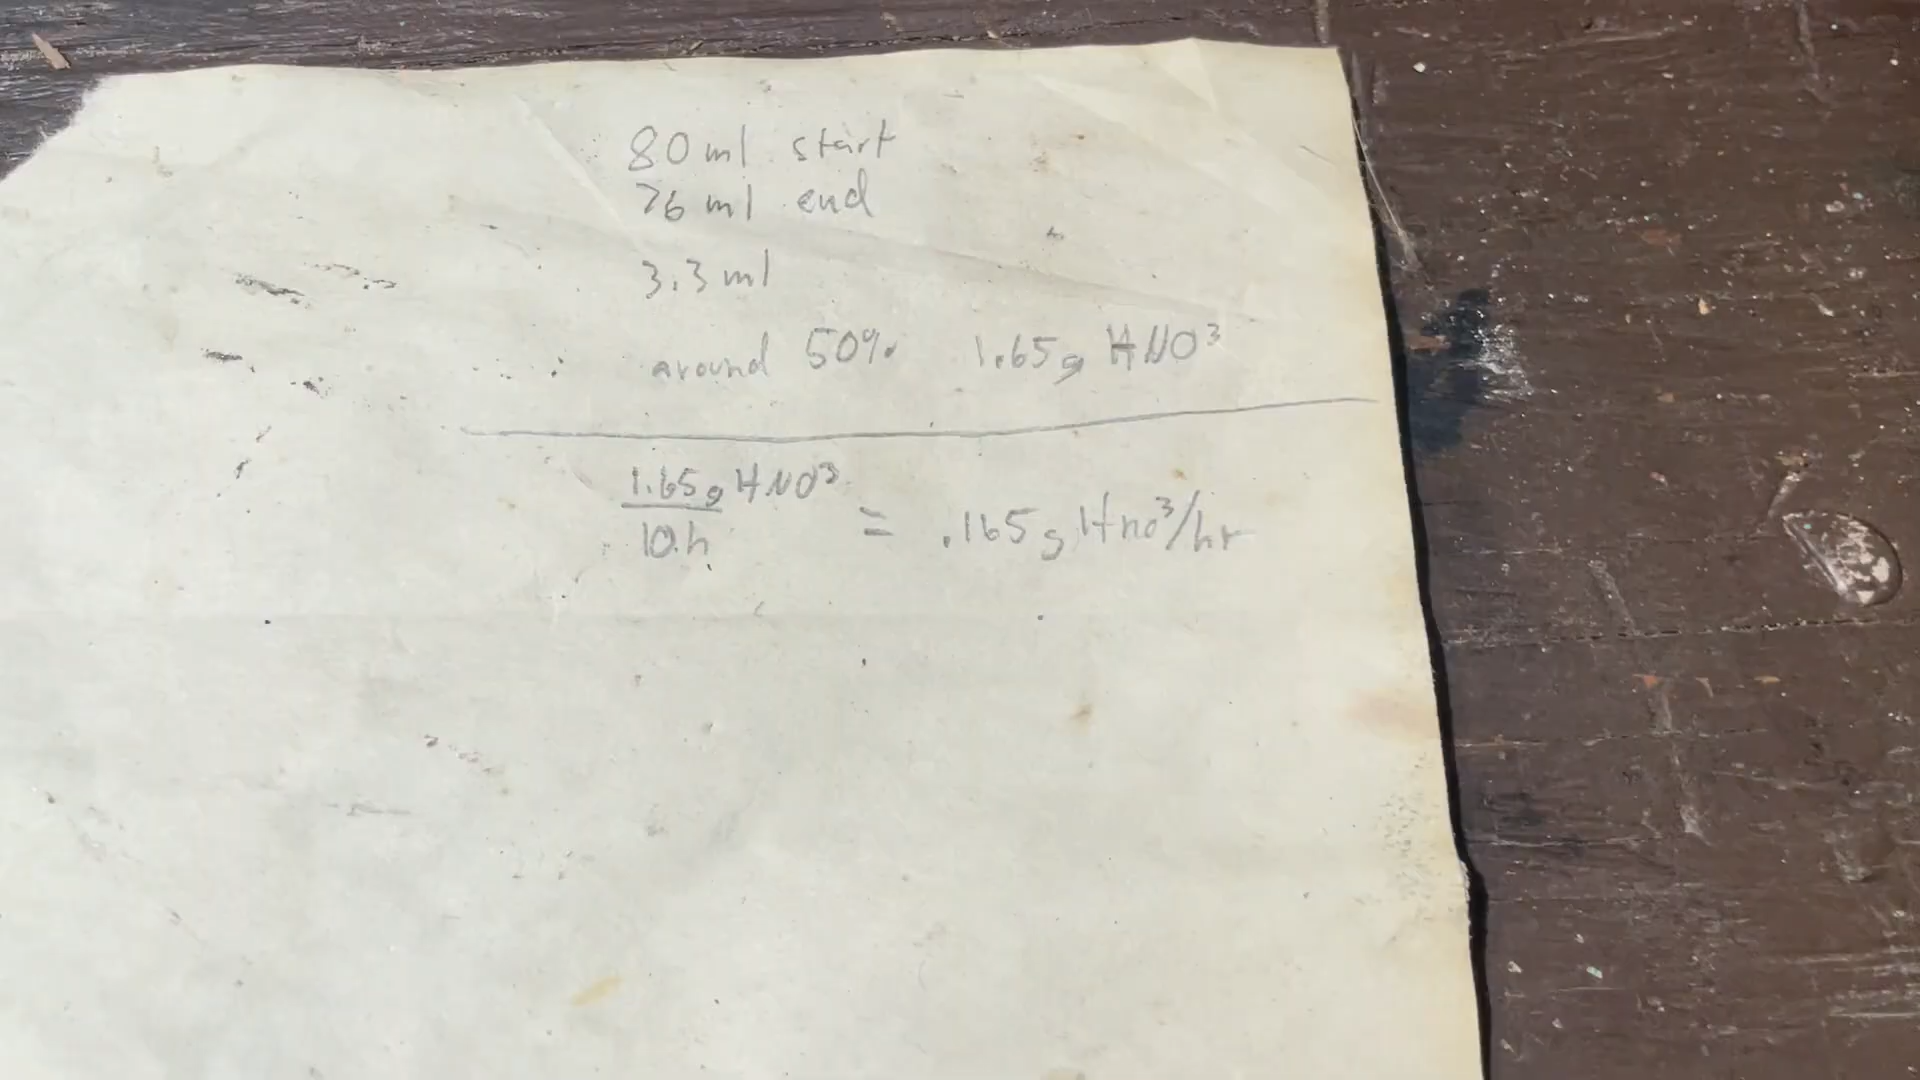 80 ml start
76 ml end
3.3 ml
around 50% 1.65g HNO³
1.65g HNO³
10.h
= .165g Hno³/hr